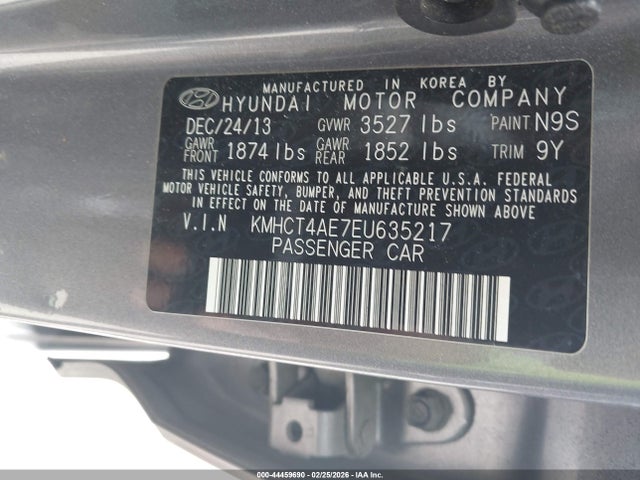 MANUFACTURED IN KOREA BY
HYUNDAI MOTOR COMPANY
DEC/24/13 GVWR 3527 lbs PAINT N9S
GAWR FRONT 1874 lbs GAWR REAR 1852 lbs TRIM 9Y
THIS VEHICLE CONFORMS TO ALL APPLICABLE U.S.A. FEDERAL
MOTOR VEHICLE SAFETY, BUMPER, AND THEFT PREVENTION STANDARDS
IN EFFECT ON THE DATE OF MANUFACTURE SHOWN ABOVE.
V.I.N KMHCT4AE7EU635217
PASSENGER CAR
000-44459690 - 02/25/2026 - IAAI, INC.